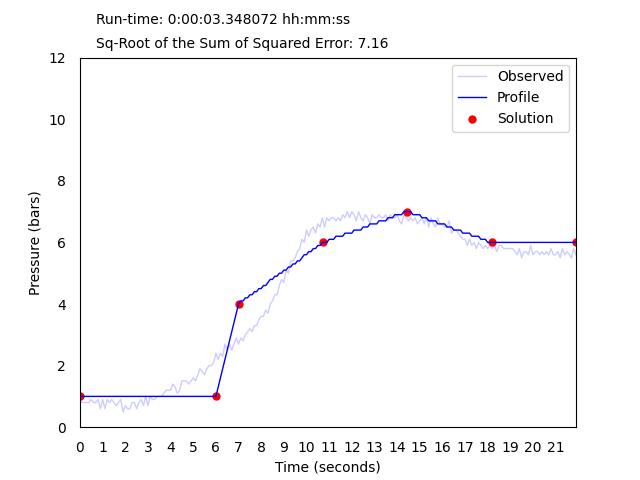 Run-time: 0:00:03.348072 hh:mm:ss
Sq-Root of the Sum of Squared Error: 7.16
12
10
8
6
4
2
0
Pressure (bars)
Observed
Profile
Solution
0 1 2 3 4 5 6 7 8 9 10 11 12 13 14 15 16 17 18 19 20 21
Time (seconds)